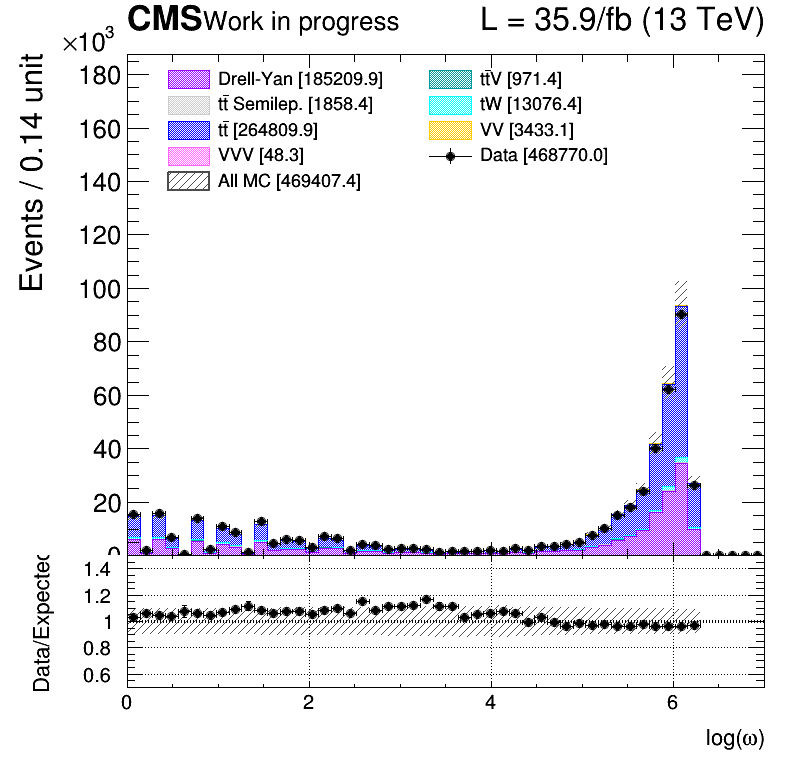 CMS Work in progress L = 35.9/fb (13 TeV)
×10³
Events / 0.14 unit
180
160
140
120
100
80
60
40
20
0
Drell-Yan [185209.9]
tt̄ Semilep. [1858.4]
tt̄ [264809.9]
VVV [48.3]
All MC [469407.4]
tt̄V [971.4]
tW [13076.4]
VV [3433.1]
Data [468770.0]
Data/Expected
1.4
1.2
1
0.8
0.6
0 2 4 6
log(ω)